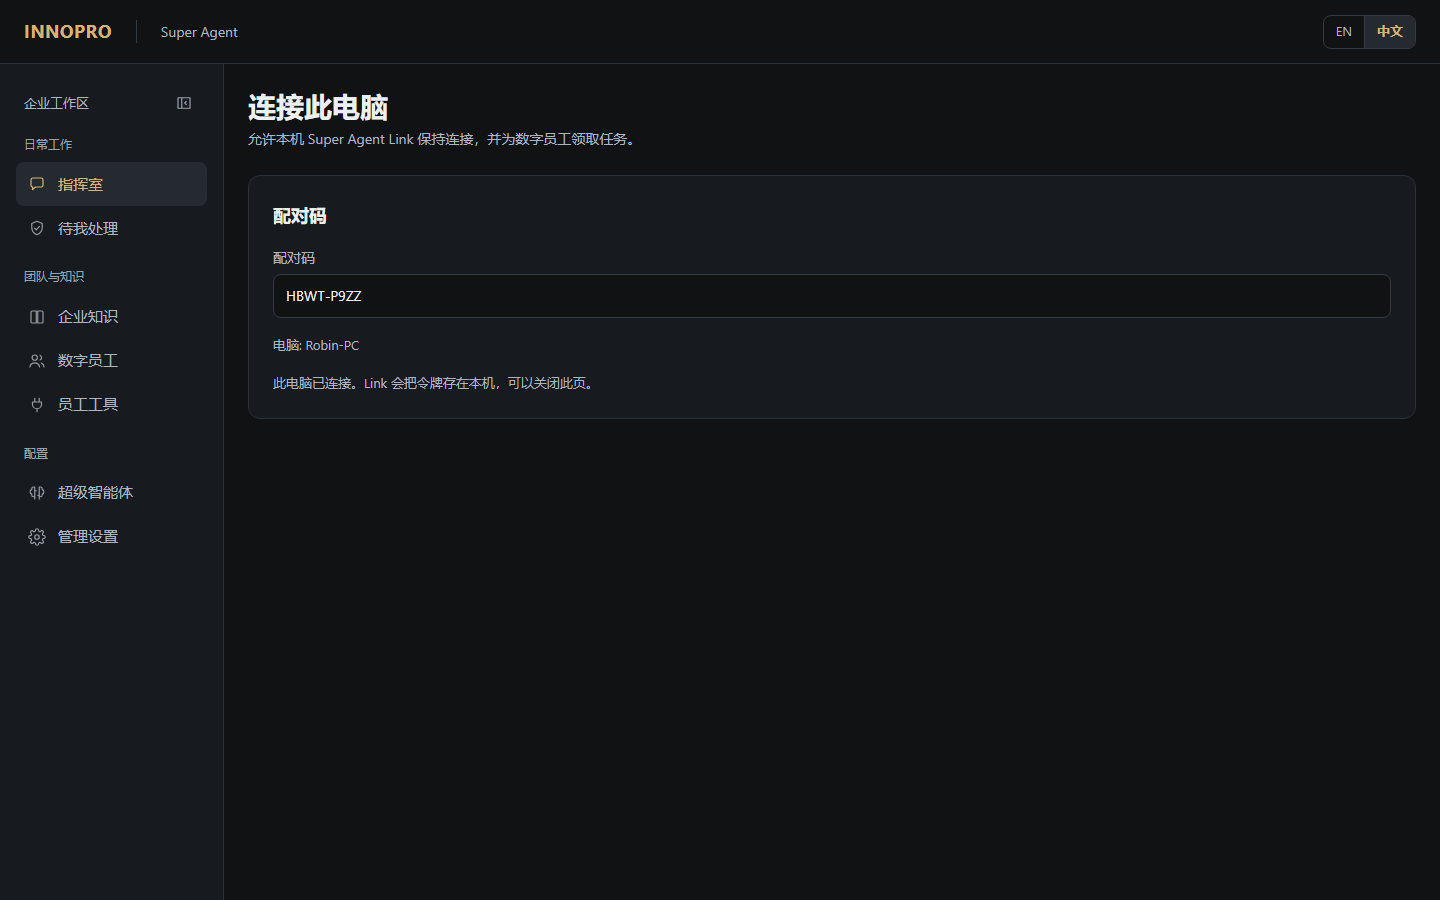 INNOPRO
Super Agent
EN
中文
企业工作区
日常工作
指挥室
待我处理
团队与知识
企业知识
数字员工
员工工具
配置
超级智能体
管理设置
连接此电脑
允许本机 Super Agent Link 保持连接，并为数字员工领取任务。
配对码
配对码
HBWT-P9ZZ
电脑: Robin-PC
此电脑已连接。Link 会把令牌存在本机，可以关闭此页。